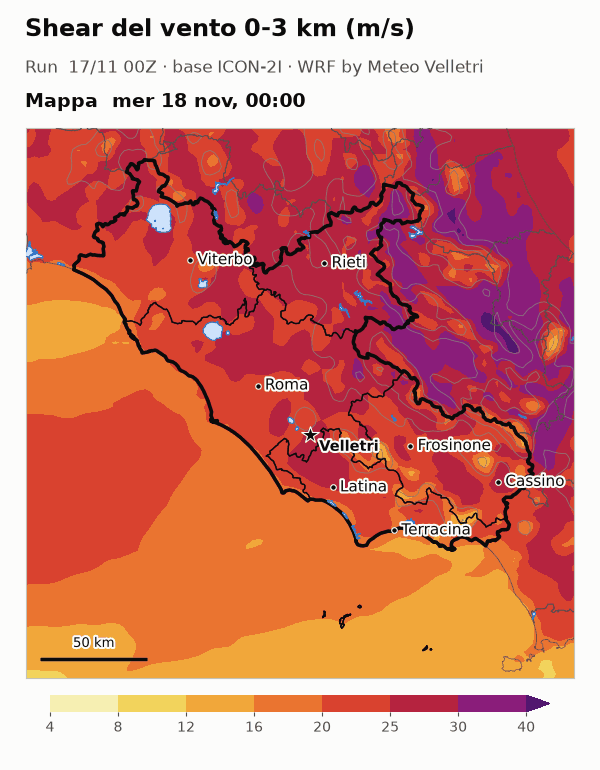 Shear del vento 0-3 km (m/s)
Run  17/11 00Z · base ICON-2I · WRF by Meteo Velletri
Mappa  mer 18 nov, 00:00
Viterbo
Rieti
Roma
Velletri
Frosinone
Latina
Cassino
Terracina
50 km
4 8 12 16 20 25 30 40